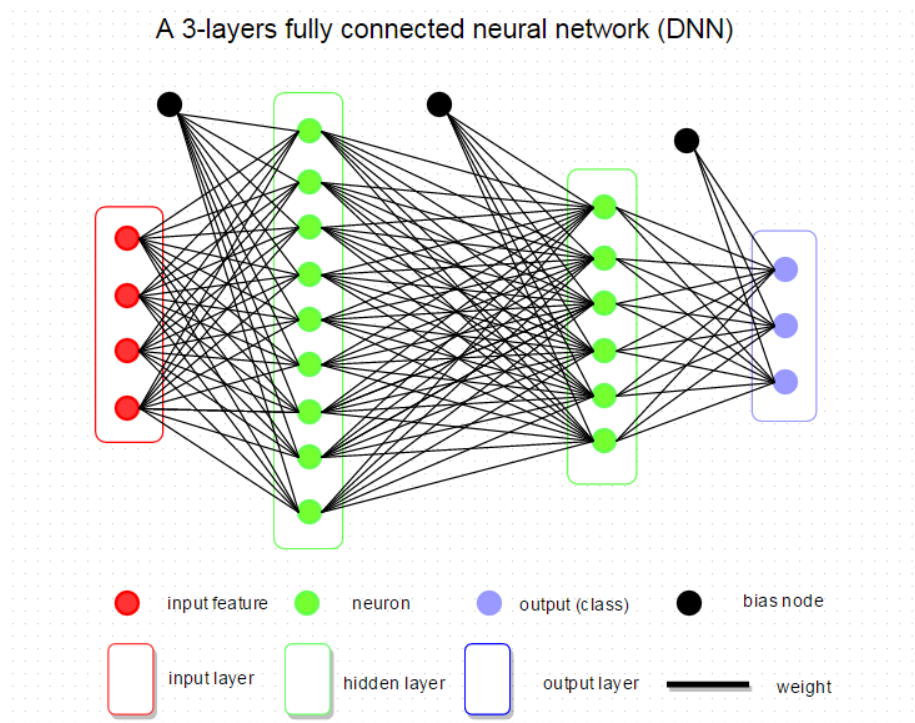 A 3-layers fully connected neural network (DNN)
input feature
neuron
output (class)
bias node
input layer
hidden layer
output layer
weight